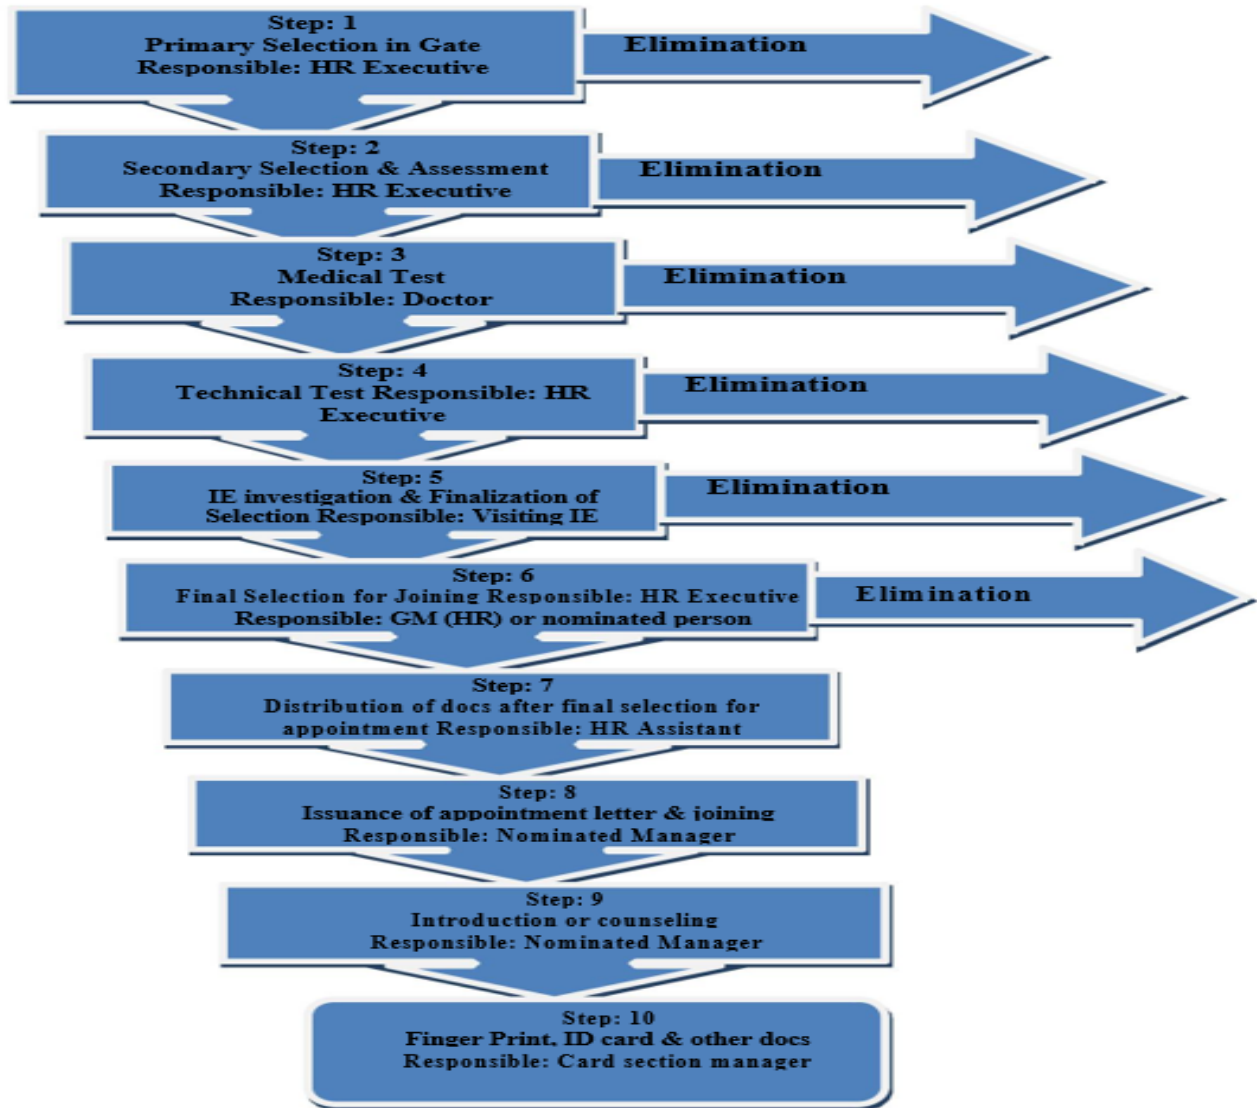 Step: 1
Primary Selection in Gate
Responsible: HR Executive
Elimination
Step: 2
Secondary Selection & Assessment
Responsible: HR Executive
Elimination
Step: 3
Medical Test
Responsible: Doctor
Elimination
Step: 4
Technical Test Responsible: HR
Executive
Elimination
Step: 5
IE investigation & Finalization of
Selection Responsible: Visiting IE
Elimination
Step: 6
Final Selection for Joining Responsible: HR Executive
Responsible: GM (HR) or nominated person
Elimination
Step: 7
Distribution of docs after final selection for
appointment Responsible: HR Assistant
Step: 8
Issuance of appointment letter & joining
Responsible: Nominated Manager
Step: 9
Introduction or counseling
Responsible: Nominated Manager
Step: 10
Finger Print, ID card & other docs
Responsible: Card section manager